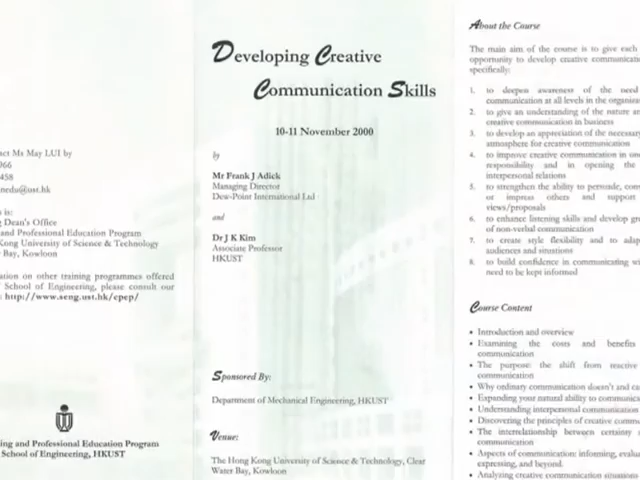 act Ms May LUI by
966
458
nedu@ust.hk
s is:
g Dean's Office
and Professional Education Program
Kong University of Science & Technology
Bay, Kowloon
ation on other training programmes offered
School of Engineering, please consult our
: http://www.seng.ust.hk/epep/
ing and Professional Education Program
School of Engineering, HKUST
Developing Creative
Communication Skills
10-11 November 2000
by
Mr Frank J Adick
Managing Director
Dew-Point International Ltd
and
Dr J K Kim
Associate Professor
HKUST
Sponsored By:
Department of Mechanical Engineering, HKUST
Venue:
The Hong Kong University of Science & Technology, Clear
Water Bay, Kowloon
About the Course
The main aim of the course is to give each
opportunity to develop creative communicatio
specifically:
1. to deepen awareness of the need
communication at all levels in the organiza
2. to give an understanding of the nature an
creative communication in business
3. to develop an appreciation of the necessary
atmosphere for creative communication
4. to improve creative communication in un
responsibility and in opening the
interpersonal relations
5. to strengthen the ability to persuade, con
or impress others and support
views/proposals
6. to enhance listening skills and develop gr
of non-verbal communication
7. to create style flexibility and to adap
audiences and situations
8. to build confidence in communicating wi
need to be kept informed
Course Content
• Introduction and overview
• Examining the costs and benefits
communication
• The purpose: the shift from reactive
communication
• Why ordinary communication doesn't and ca
• Expanding your natural ability to communica
• Understanding interpersonal communication
• Discovering the principles of creative commu
• The interrelationship between certainty
communication
• Aspects of communication: informing, evalua
expressing, and beyond.
• Analysing creative communication situations